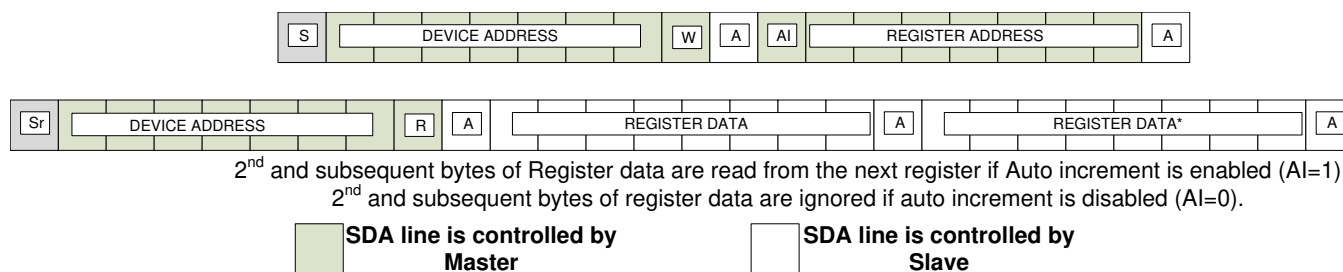 S DEVICE ADDRESS W A AI REGISTER ADDRESS A
Sr DEVICE ADDRESS R A REGISTER DATA A REGISTER DATA* A
2nd and subsequent bytes of Register data are read from the next register if Auto increment is enabled (AI=1)
2nd and subsequent bytes of register data are ignored if auto increment is disabled (AI=0).
SDA line is controlled by Master
SDA line is controlled by Slave